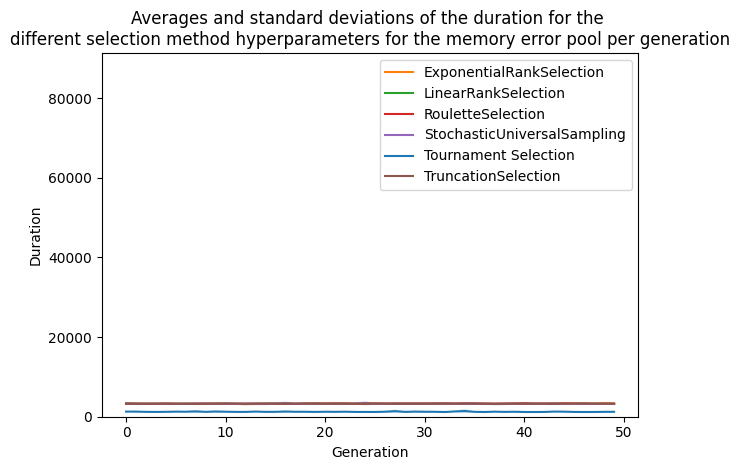 Averages and standard deviations of the duration for the
different selection method hyperparameters for the memory error pool per generation
ExponentialRankSelection
LinearRankSelection
RouletteSelection
StochasticUniversalSampling
Tournament Selection
TruncationSelection
Duration
80000
60000
40000
20000
0
0 10 20 30 40 50
Generation